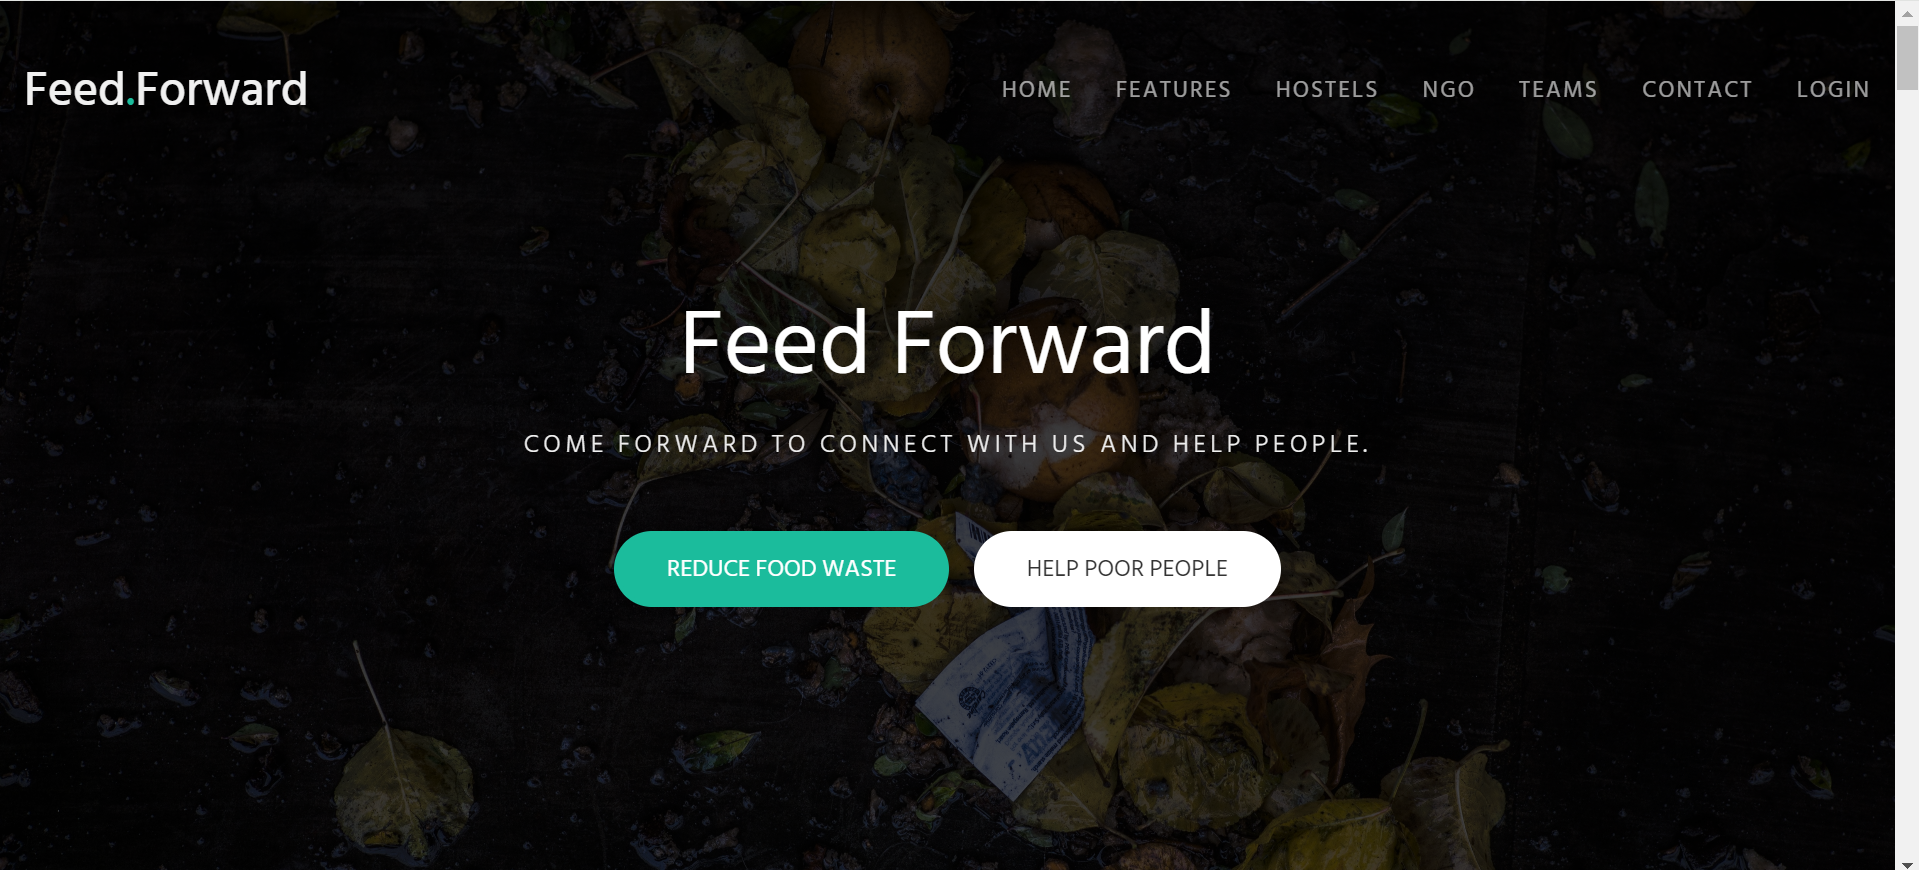 Feed.Forward
HOME FEATURES HOSTELS NGO TEAMS CONTACT LOGIN
Feed Forward
COME FORWARD TO CONNECT WITH US AND HELP PEOPLE.
REDUCE FOOD WASTE
HELP POOR PEOPLE